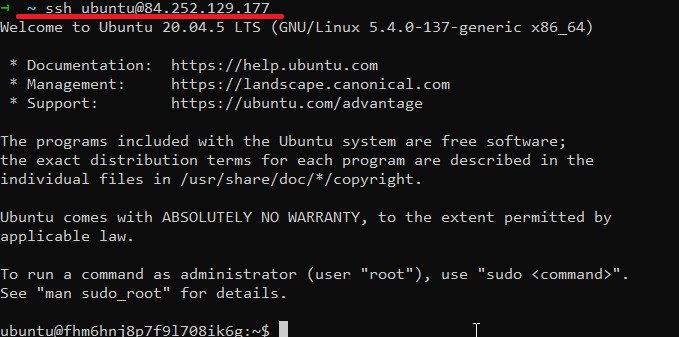 → ~ ssh ubuntu@84.252.129.177
Welcome to Ubuntu 20.04.5 LTS (GNU/Linux 5.4.0-137-generic x86_64)
* Documentation: https://help.ubuntu.com
* Management: https://landscape.canonical.com
* Support: https://ubuntu.com/advantage
The programs included with the Ubuntu system are free software;
the exact distribution terms for each program are described in the
individual files in /usr/share/doc/*/copyright.
Ubuntu comes with ABSOLUTELY NO WARRANTY, to the extent permitted by
applicable law.
To run a command as administrator (user "root"), use "sudo <command>".
See "man sudo_root" for details.
ubuntu@fhm6hnj8p7f9l708ik6g:~$